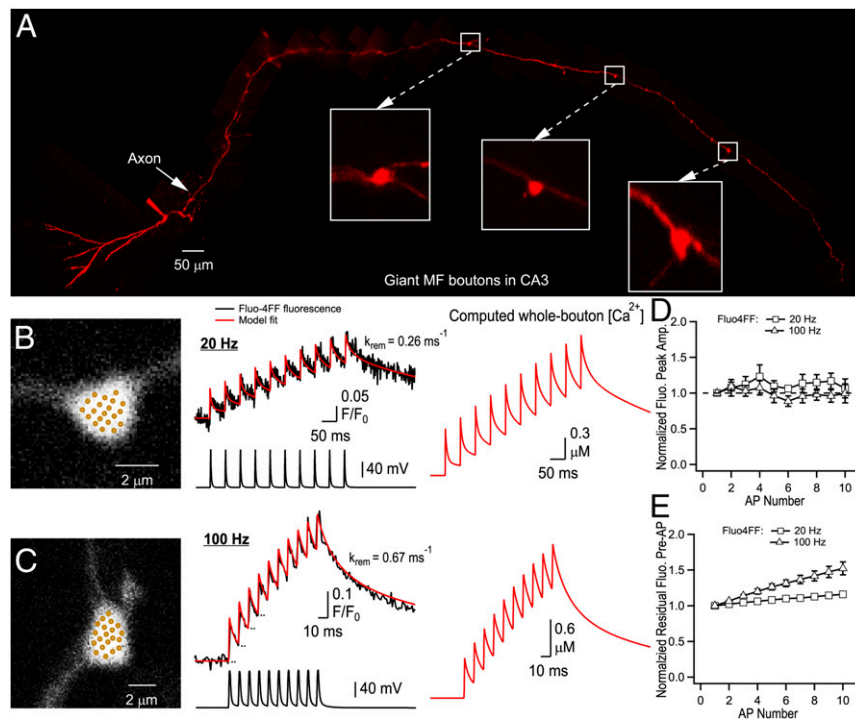 A
Axon
50 μm
Giant MF boutons in CA3
B
2 μm
Fluo-4FF fluorescence
Model fit
20 Hz
k_rem = 0.26 ms⁻¹
0.05
F/F₀
50 ms
40 mV
Computed whole-bouton [Ca²⁺]
0.3
μM
50 ms
D
Normalized Fluo. Peak Amp.
Fluo4FF:
20 Hz
100 Hz
2.0
1.5
1.0
0.5
0.0
0 2 4 6 8 10
AP Number
C
2 μm
100 Hz
k_rem = 0.67 ms⁻¹
0.1
F/F₀
10 ms
40 mV
0.6
μM
10 ms
E
Normalzied Residual Fluo. Pre-AP
Fluo4FF:
20 Hz
100 Hz
2.0
1.5
1.0
0.5
0.0
0 2 4 6 8 10
AP Number